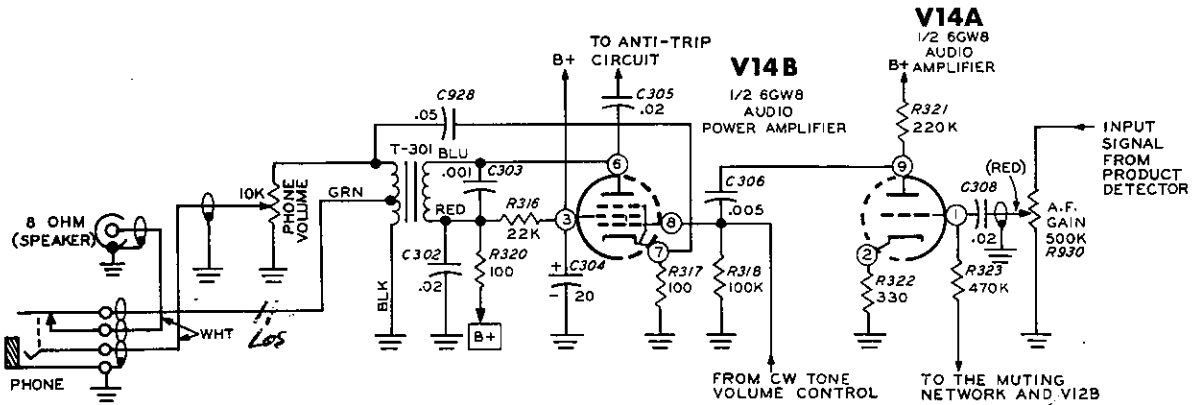 V14A
1/2 6GW8
AUDIO
AMPLIFIER
B+
TO ANTI-TRIP
CIRCUIT
B+
V14B
1/2 6GW8
AUDIO
POWER AMPLIFIER
C305
.02
C928
.05
R321
220K
INPUT
SIGNAL
FROM
PRODUCT
DETECTOR
T-301
BLU
.001
C303
6
9
(RED)
C308
.02
C306
.005
10K
PHONE
VOLUME
GRN
RED
R316
22K
3
8
7
1
2
A.F.
GAIN
500K
R930
8 OHM
(SPEAKER)
C302
.02
R320
100
C304
+
-
20
R317
100
R318
100K
R322
330
R323
470K
BLK
B+
WHT
PHONE
FROM CW TONE
VOLUME CONTROL
TO THE MUTING
NETWORK AND V12B